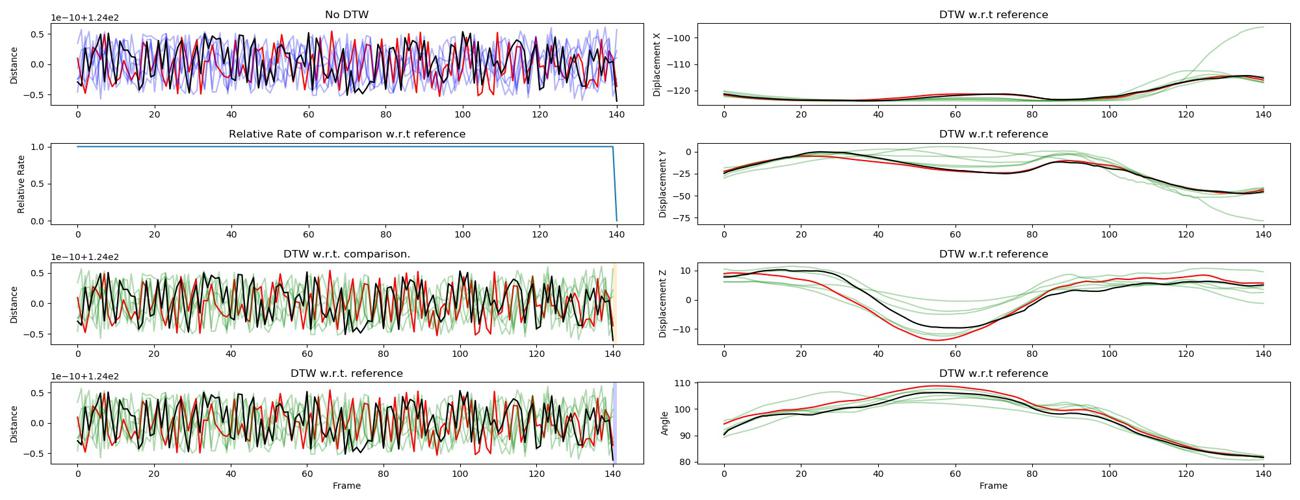 No DTW
1e−10+1.24e2
0.5
0.0
−0.5
Distance
0 20 40 60 80 100 120 140
Relative Rate of comparison w.r.t reference
1.0
0.5
0.0
Relative Rate
0 20 40 60 80 100 120 140
DTW w.r.t. comparison.
1e−10+1.24e2
0.5
0.0
−0.5
Distance
0 20 40 60 80 100 120 140
DTW w.r.t. reference
1e−10+1.24e2
0.5
0.0
−0.5
Distance
0 20 40 60 80 100 120 140
Frame
DTW w.r.t reference
−100
−110
−120
Diplacement X
0 20 40 60 80 100 120 140
DTW w.r.t reference
0
−25
−50
−75
Displacement Y
0 20 40 60 80 100 120 140
DTW w.r.t reference
10
0
−10
Displacement Z
0 20 40 60 80 100 120 140
DTW w.r.t reference
110
100
90
80
Angle
0 20 40 60 80 100 120 140
Frame